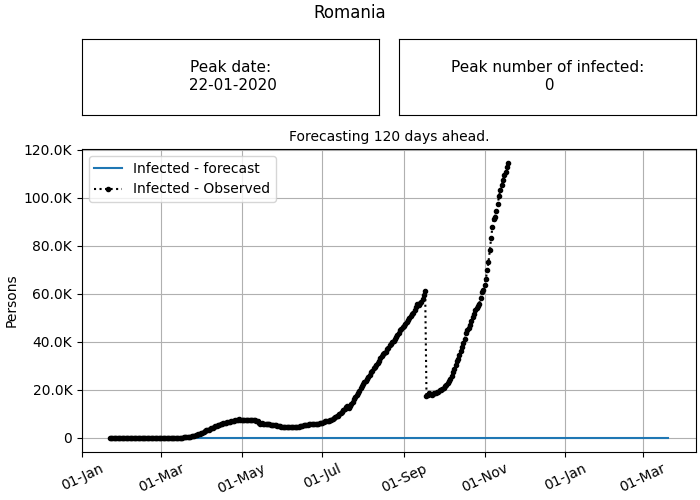 Romania
Peak date:
22-01-2020
Peak number of infected:
0
Forecasting 120 days ahead.
120.0K
100.0K
80.0K
60.0K
40.0K
20.0K
0
Persons
Infected - forecast
Infected - Observed
01-Jan
01-Mar
01-May
01-Jul
01-Sep
01-Nov
01-Jan
01-Mar